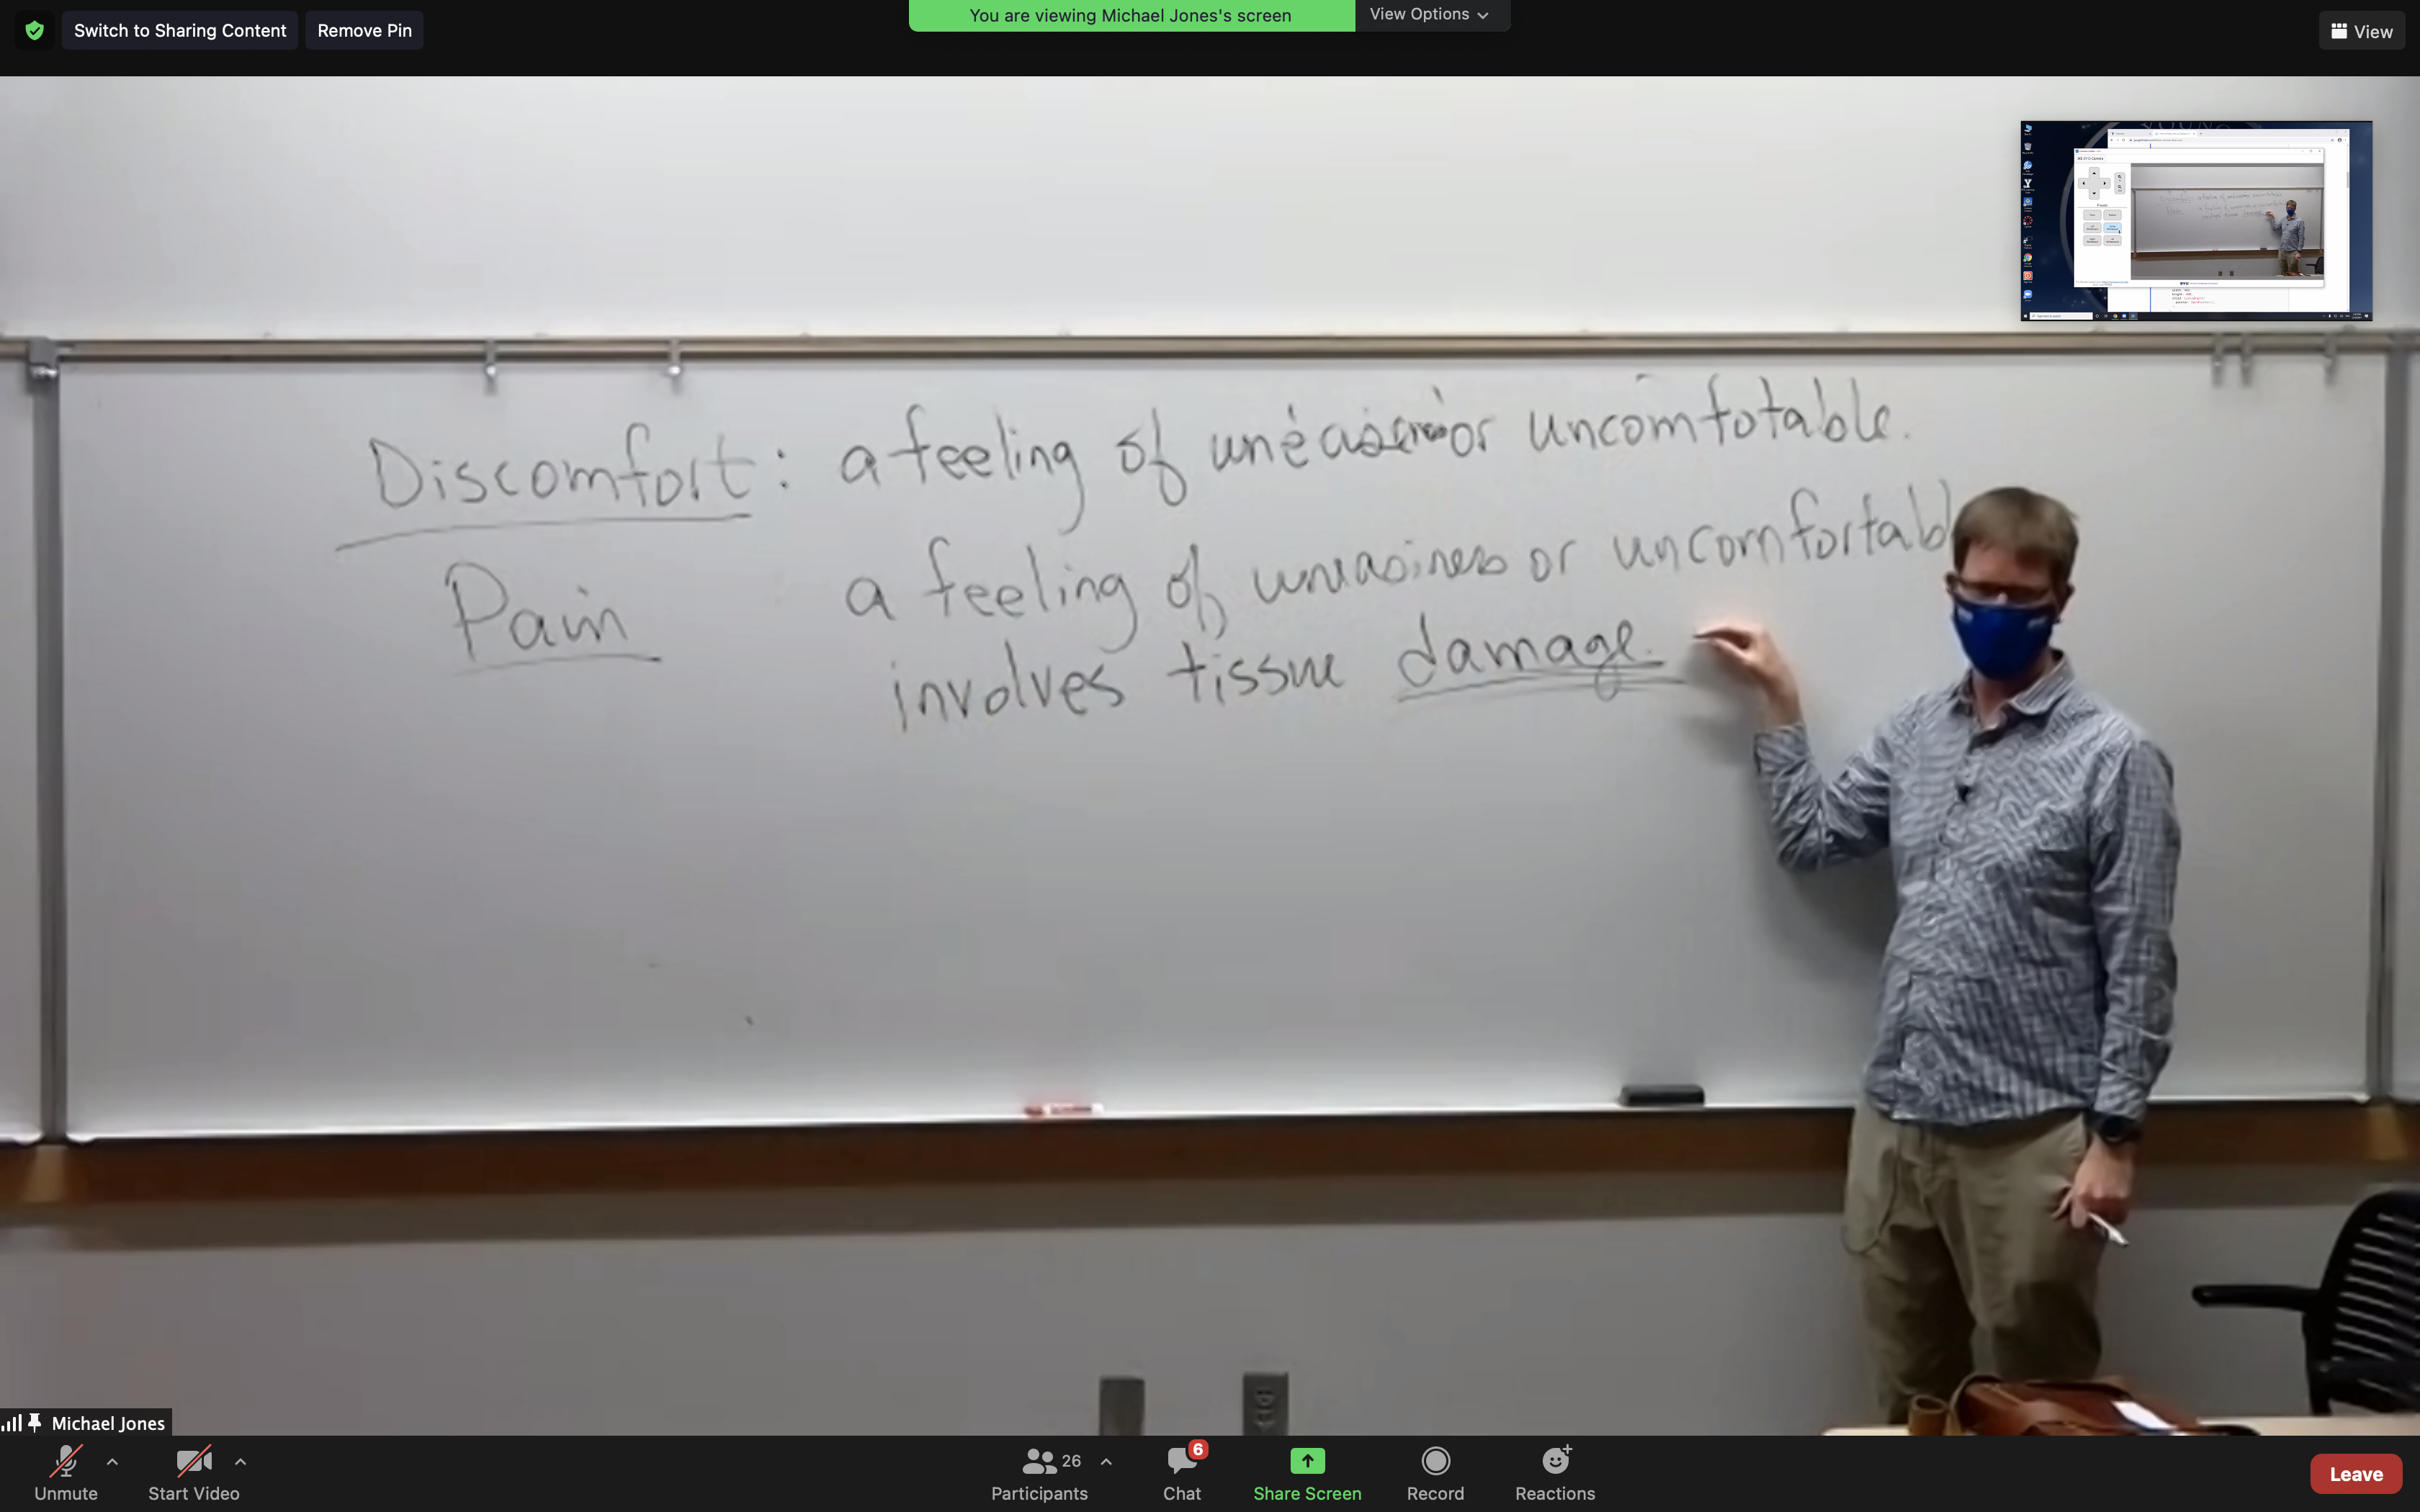 Switch to Sharing Content
Remove Pin
You are viewing Michael Jones's screen
View Options
View
Discomfort: a feeling of uneasiness or uncomfotable.
Pain a feeling of uneasiness or uncomfortabl
involves tissue damage.
Michael Jones
Unmute
Start Video
26
Participants
6
Chat
Share Screen
Record
Reactions
Leave